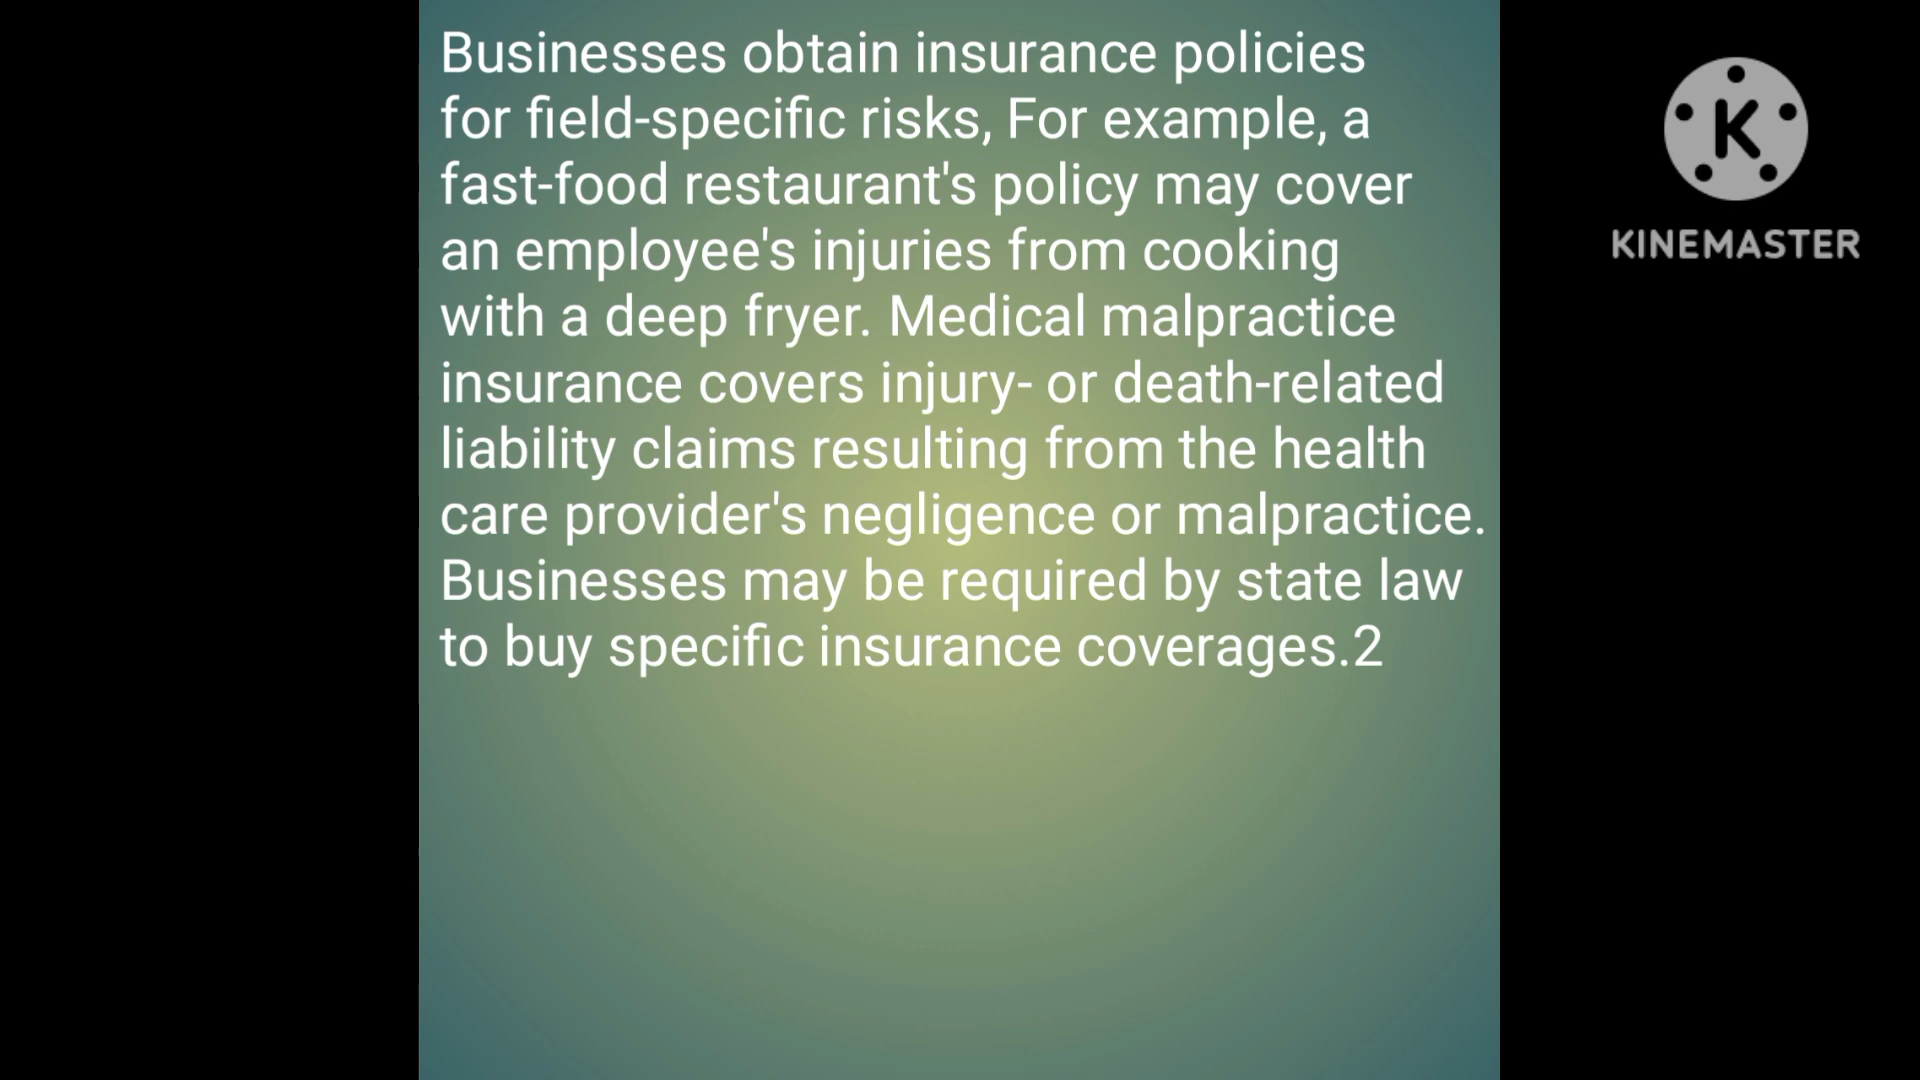 Businesses obtain insurance policies
for field-specific risks, For example, a
fast-food restaurant's policy may cover
an employee's injuries from cooking
with a deep fryer. Medical malpractice
insurance covers injury- or death-related
liability claims resulting from the health
care provider's negligence or malpractice.
Businesses may be required by state law
to buy specific insurance coverages.2
K
KINEMASTER